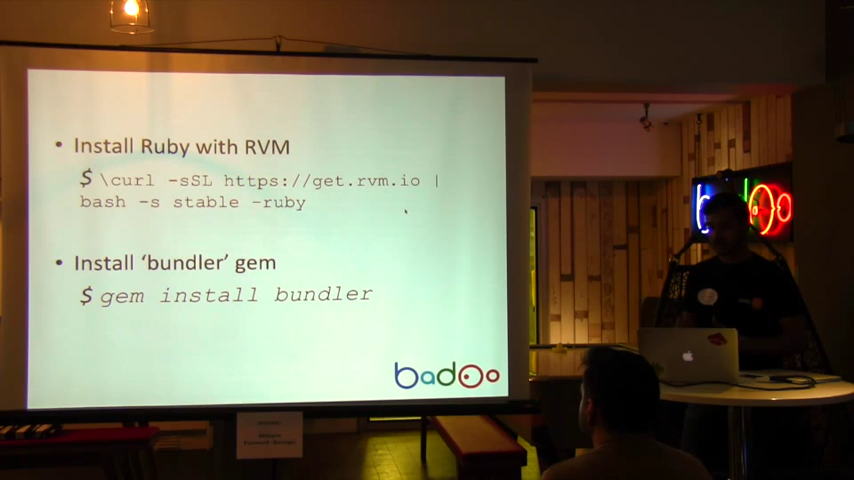 • Install Ruby with RVM
$ \curl -sSL https://get.rvm.io |
bash -s stable –ruby
• Install ‘bundler’ gem
$ gem install bundler
badoo
badoo